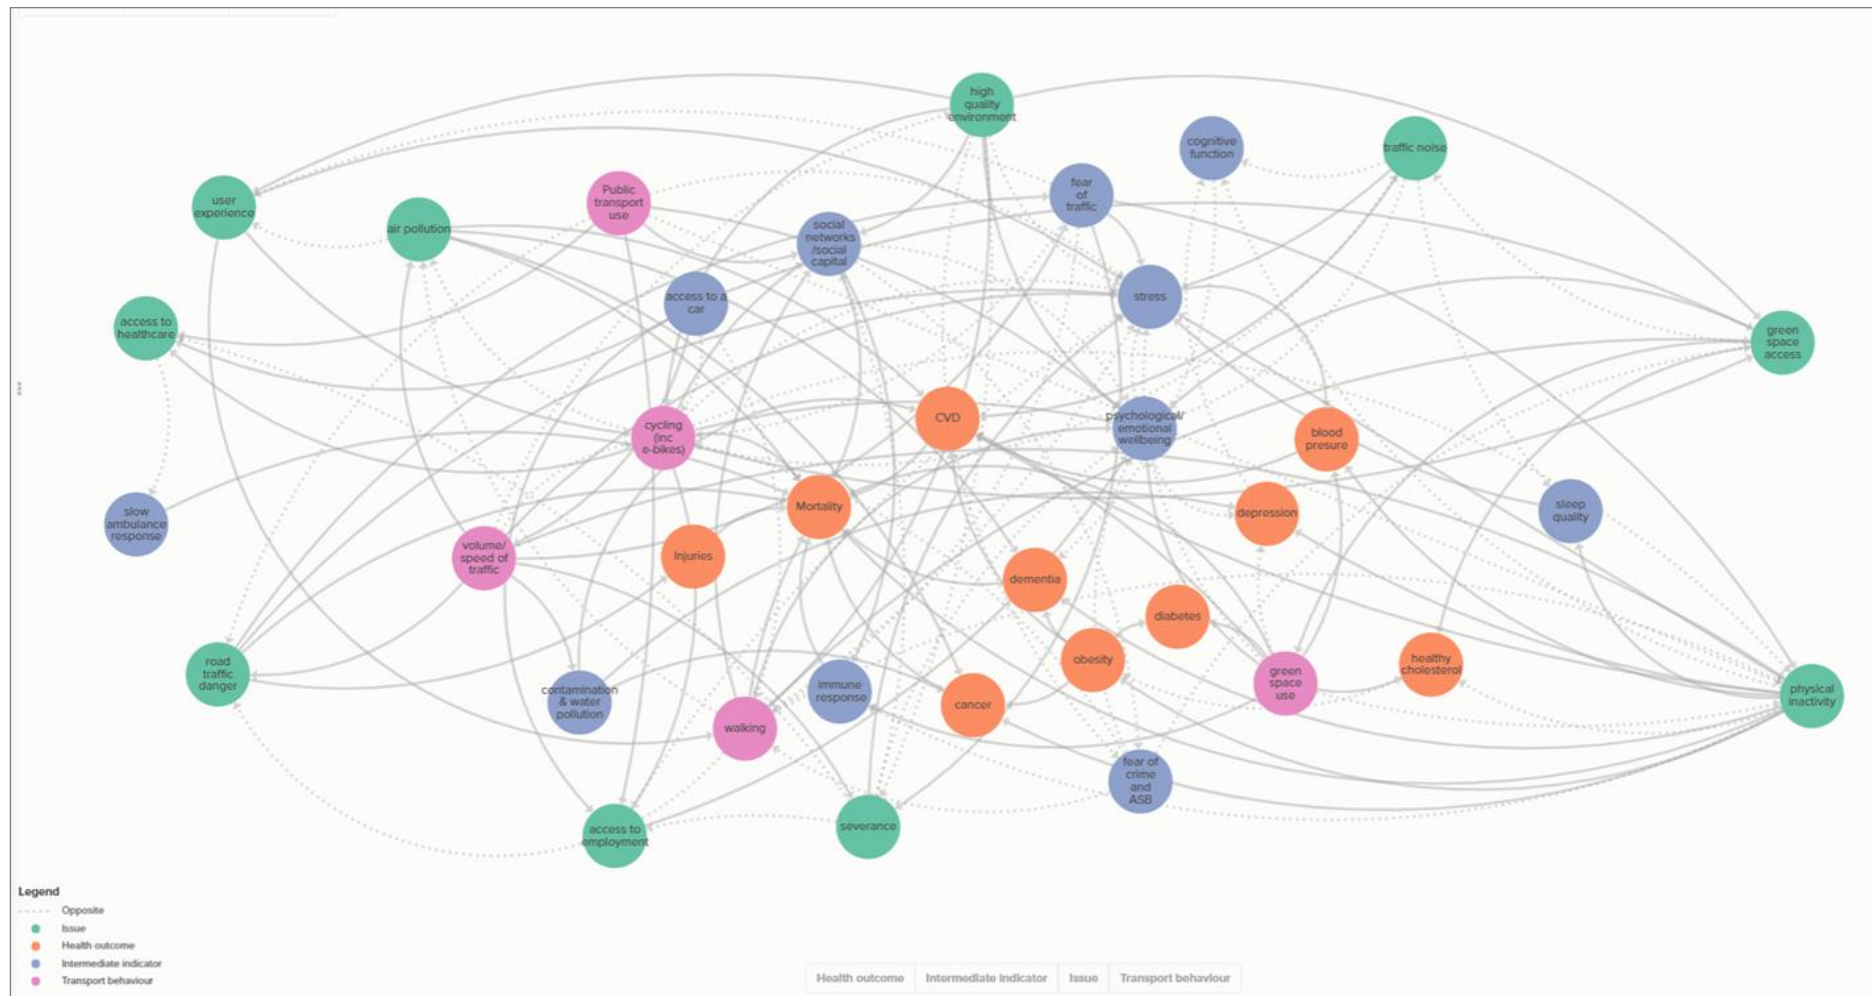 high
quality
environment
cognitive
function
traffic noise
fear
of
traffic
Public
transport
use
user
experience
air pollution
social
networks
/social
capital
stress
access to a
car
access to
healthcare
green
space
access
CVD
psychological/
emotional
wellbeing
cycling
(inc
e-bikes)
blood
presure
Mortality
depression
sleep
quality
slow
ambulance
response
volume/
speed of
traffic
Injuries
dementia
diabetes
obesity
healthy
cholesterol
road
traffic
danger
green
space
use
immune
response
physical
inactivity
contamination
& water
pollution
cancer
walking
fear of
crime
and
ASB
severance
access to
employment
Legend
Opposite
Issue
Health outcome
Intermediate indicator
Transport behaviour
Health outcome Intermediate indicator Issue Transport behaviour